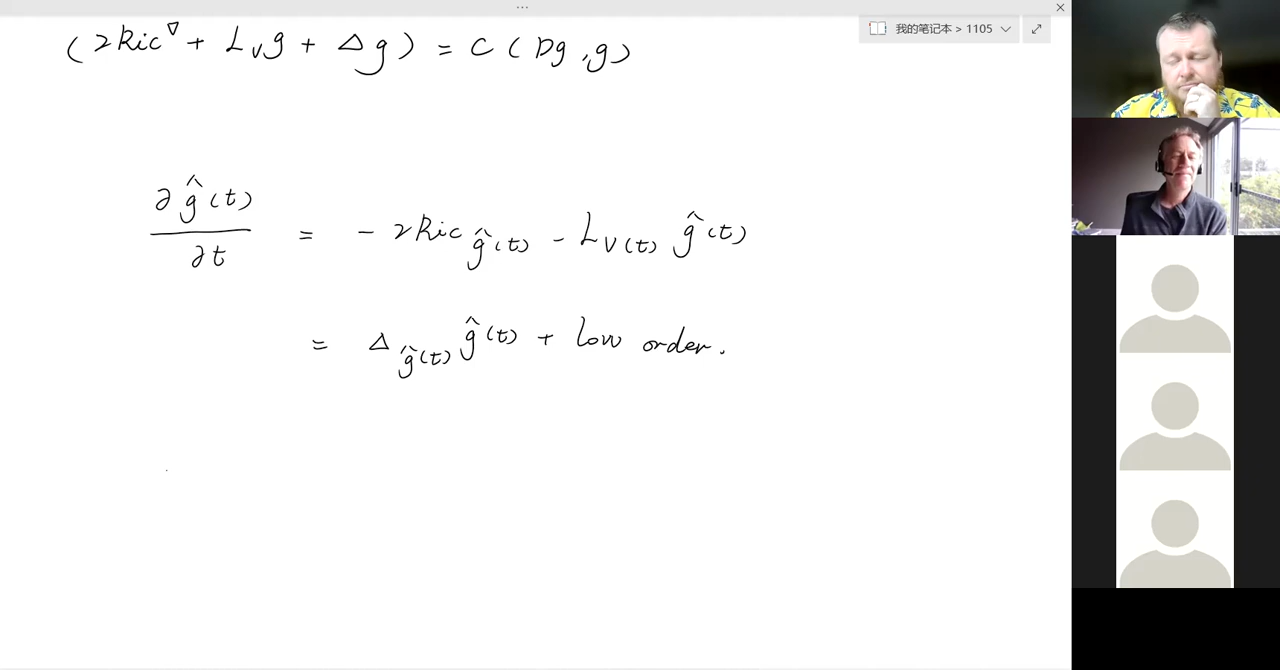 (2Ric^∇ + L_V g + Δg) = C(Dg, g)
我的笔记本 > 1105
∂ĝ(t)/∂t = -2Ric_ĝ(t) - L_V(t) ĝ(t)
= Δ_ĝ(t) ĝ(t) + low order.